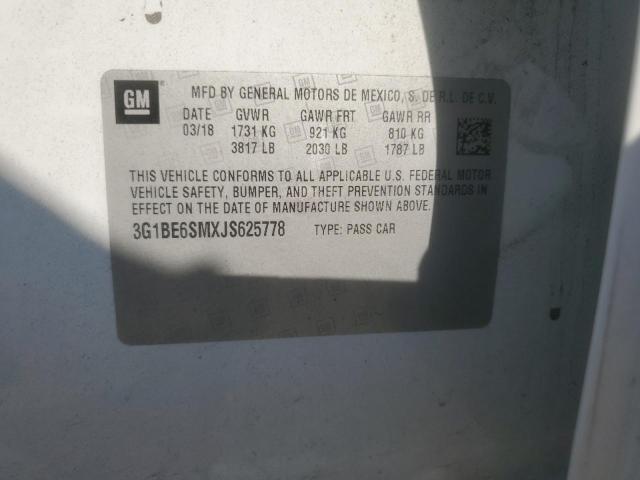 GM
MFD BY GENERAL MOTORS DE MEXICO, S. DE R.L. DE C.V.
DATE GVWR GAWR FRT GAWR RR
03/18 1731 KG 921 KG 810 KG
3817 LB 2030 LB 1787 LB
THIS VEHICLE CONFORMS TO ALL APPLICABLE U.S. FEDERAL MOTOR
VEHICLE SAFETY, BUMPER, AND THEFT PREVENTION STANDARDS IN
EFFECT ON THE DATE OF MANUFACTURE SHOWN ABOVE.
3G1BE6SMXJS625778 TYPE: PASS CAR